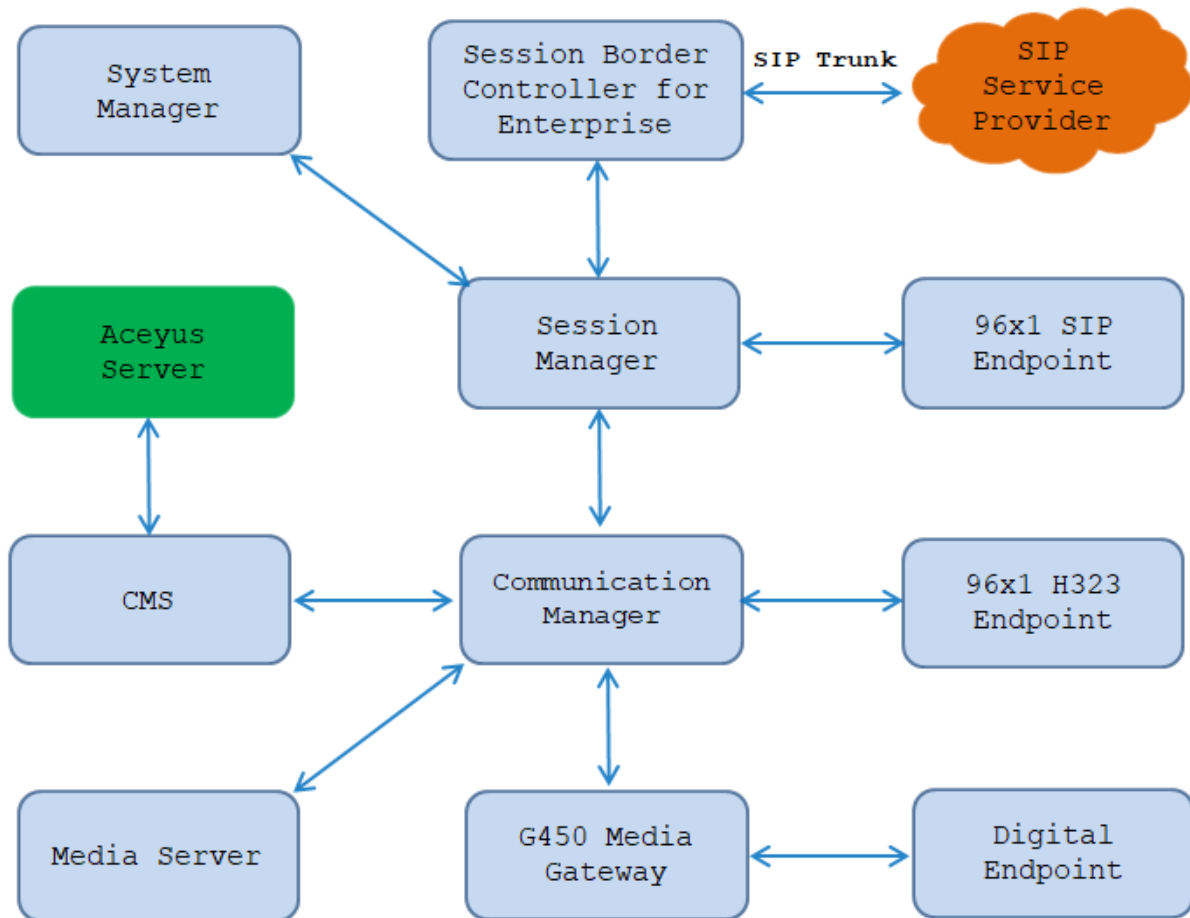 System
Manager
Session Border
Controller for
Enterprise
SIP Trunk
SIP
Service
Provider
Aceyus
Server
Session
Manager
96x1 SIP
Endpoint
CMS
Communication
Manager
96x1 H323
Endpoint
Media Server
G450 Media
Gateway
Digital
Endpoint